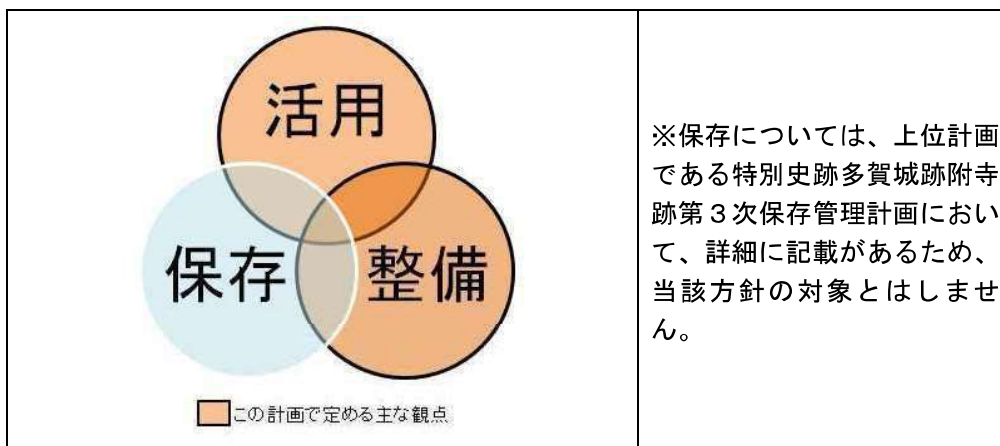 活用
保存
整備
この計画で定める主な観点
※保存については、上位計画
である特別史跡多賀城跡附寺
跡第３次保存管理計画におい
て、詳細に記載があるため、
当該方針の対象とはしませ
ん。